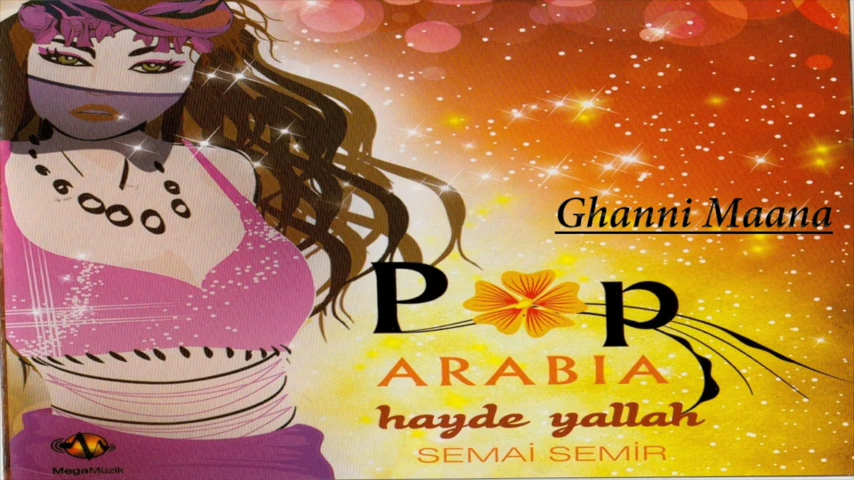 Ghanni Maana
POP
ARABIA
hayde yallah
SEMAİ SEMİR
MegaMüzik